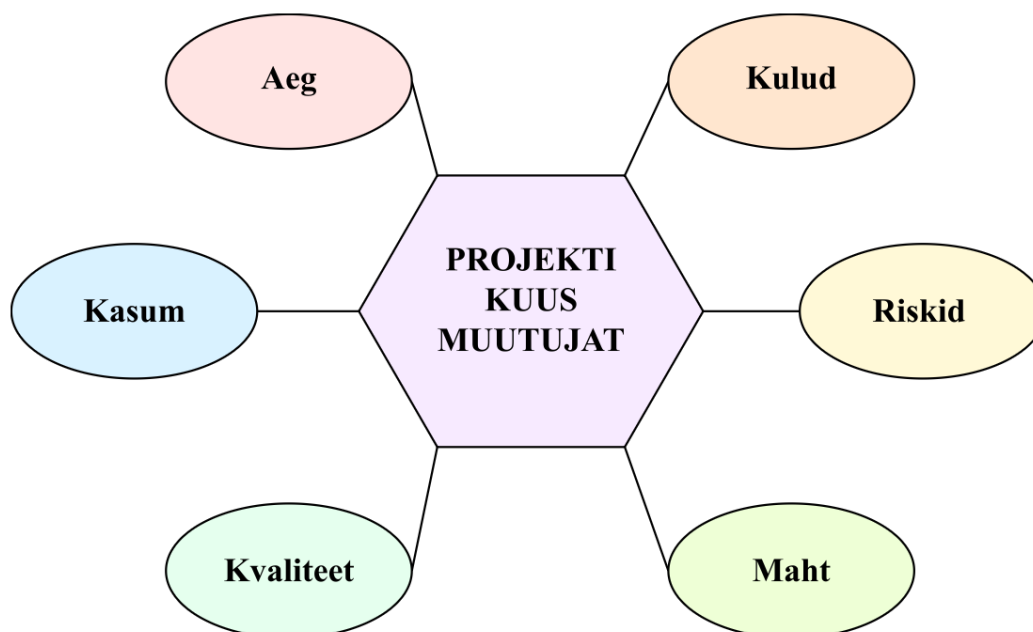 Aeg
Kulud
PROJEKTI
KUUS
MUUTUJAT
Kasum
Riskid
Kvaliteet
Maht